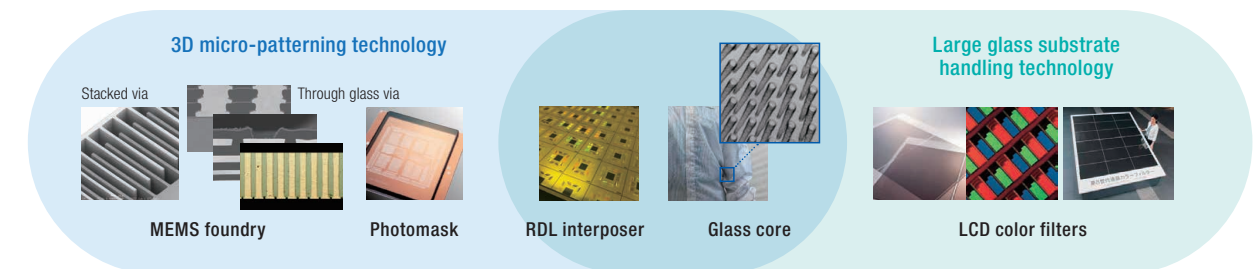 3D micro-patterning technology
Large glass substrate
handling technology
Stacked via
Through glass via
MEMS foundry
Photomask
RDL interposer
Glass core
LCD color filters